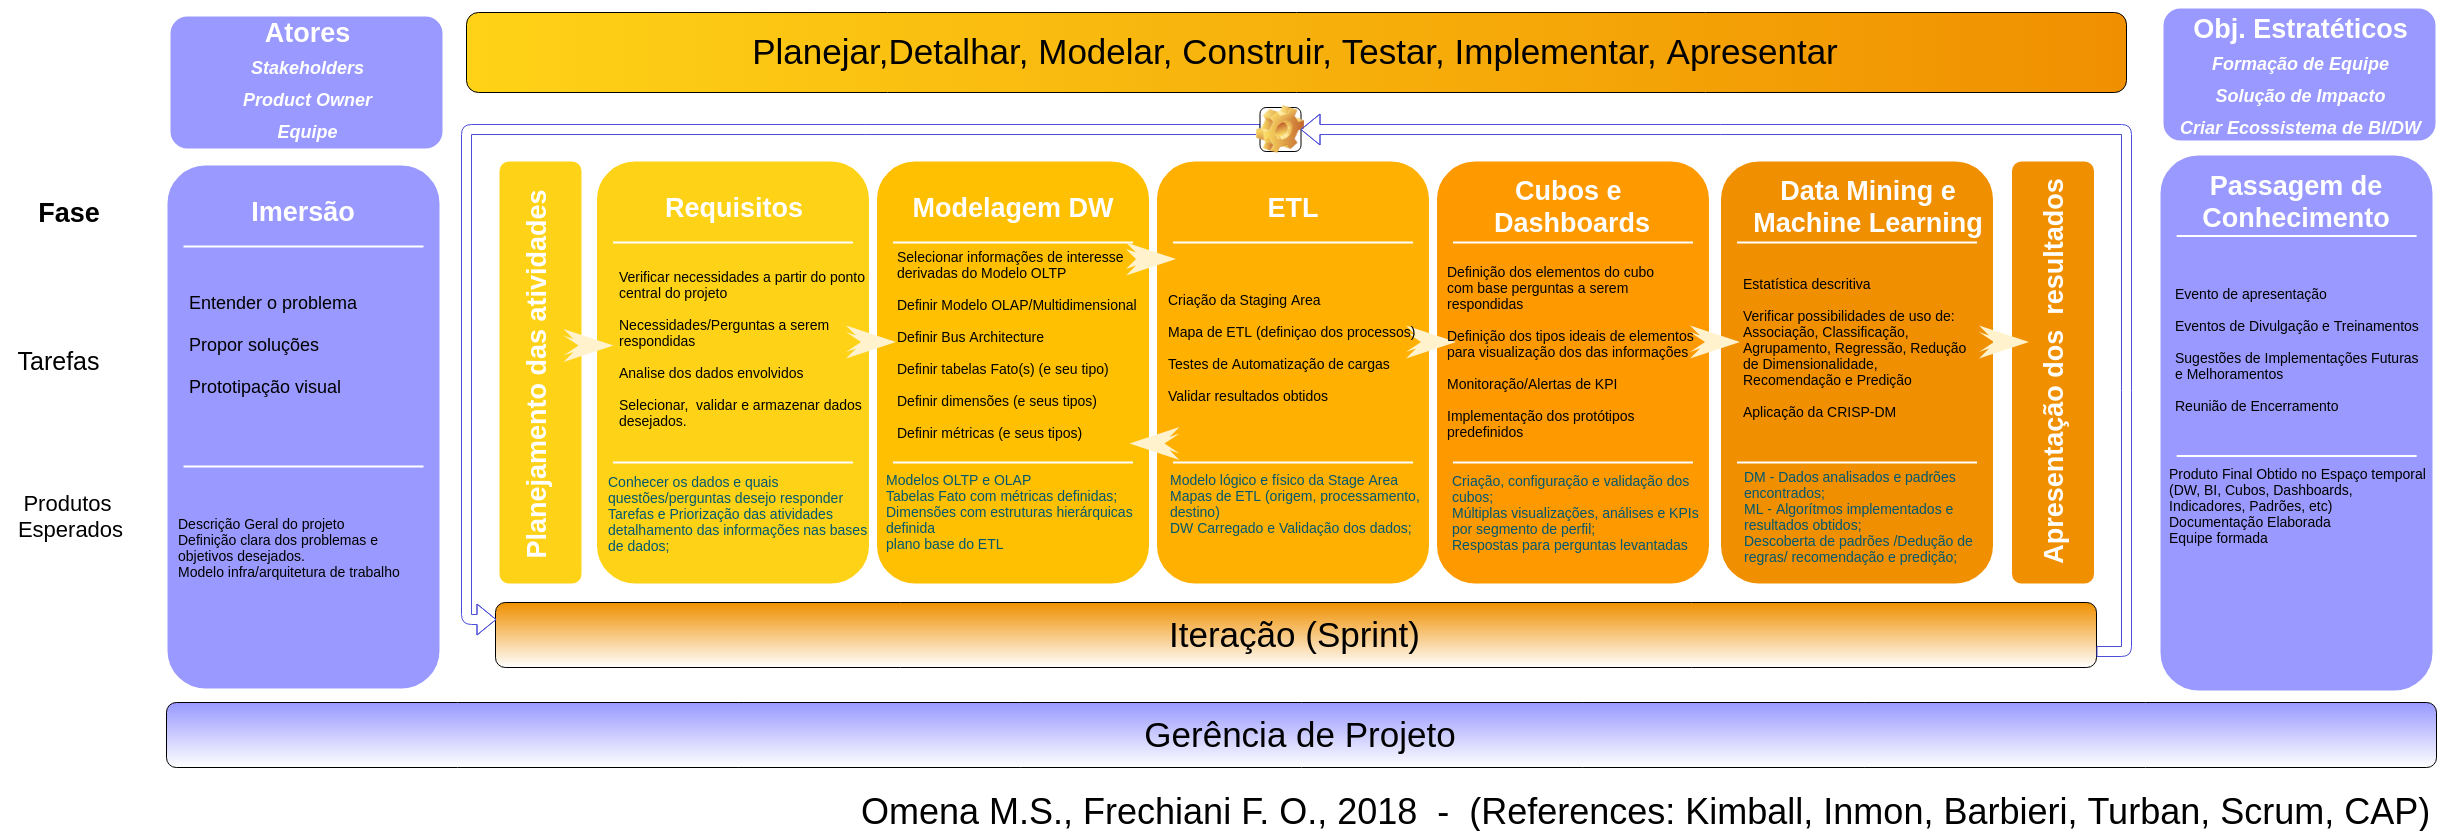 Atores
Stakeholders
Product Owner
Equipe
Planejar,Detalhar, Modelar, Construir, Testar, Implementar, Apresentar
Obj. Estratéticos
Formação de Equipe
Solução de Impacto
Criar Ecossistema de BI/DW
Fase
Tarefas
Produtos
Esperados
Imersão
Entender o problema
Propor soluções
Prototipação visual
Descrição Geral do projeto
Definição clara dos problemas e
objetivos desejados.
Modelo infra/arquitetura de trabalho
Planejamento das atividades
Requisitos
Verificar necessidades a partir do ponto
central do projeto
Necessidades/Perguntas a serem
respondidas
Analise dos dados envolvidos
Selecionar,  validar e armazenar dados
desejados.
Conhecer os dados e quais
questões/perguntas desejo responder
Tarefas e Priorização das atividades
detalhamento das informações nas bases
de dados;
Modelagem DW
Selecionar informações de interesse
derivadas do Modelo OLTP
Definir Modelo OLAP/Multidimensional
Definir Bus Architecture
Definir tabelas Fato(s) (e seu tipo)
Definir dimensões (e seus tipos)
Definir métricas (e seus tipos)
Modelos OLTP e OLAP
Tabelas Fato com métricas definidas;
Dimensões com estruturas hierárquicas
definida
plano base do ETL
ETL
Criação da Staging Area
Mapa de ETL (definiçao dos processos)
Testes de Automatização de cargas
Validar resultados obtidos
Modelo lógico e físico da Stage Area
Mapas de ETL (origem, processamento,
destino)
DW Carregado e Validação dos dados;
Cubos e
Dashboards
Definição dos elementos do cubo
com base perguntas a serem
respondidas
Definição dos tipos ideais de elementos
para visualização dos das informações
Monitoração/Alertas de KPI
Implementação dos protótipos
predefinidos
Criação, configuração e validação dos
cubos;
Múltiplas visualizações, análises e KPIs
por segmento de perfil;
Respostas para perguntas levantadas
Data Mining e
Machine Learning
Estatística descritiva
Verificar possibilidades de uso de:
Associação, Classificação,
Agrupamento, Regressão, Redução
de Dimensionalidade,
Recomendação e Predição
Aplicação da CRISP-DM
DM - Dados analisados e padrões
encontrados;
ML - Algorítmos implementados e
resultados obtidos;
Descoberta de padrões /Dedução de
regras/ recomendação e predição;
Apresentação dos  resultados
Passagem de
Conhecimento
Evento de apresentação
Eventos de Divulgação e Treinamentos
Sugestões de Implementações Futuras
e Melhoramentos
Reunião de Encerramento
Produto Final Obtido no Espaço temporal
(DW, BI, Cubos, Dashboards,
Indicadores, Padrões, etc)
Documentação Elaborada
Equipe formada
Iteração (Sprint)
Gerência de Projeto
Omena M.S., Frechiani F. O., 2018  -  (References: Kimball, Inmon, Barbieri, Turban, Scrum, CAP)